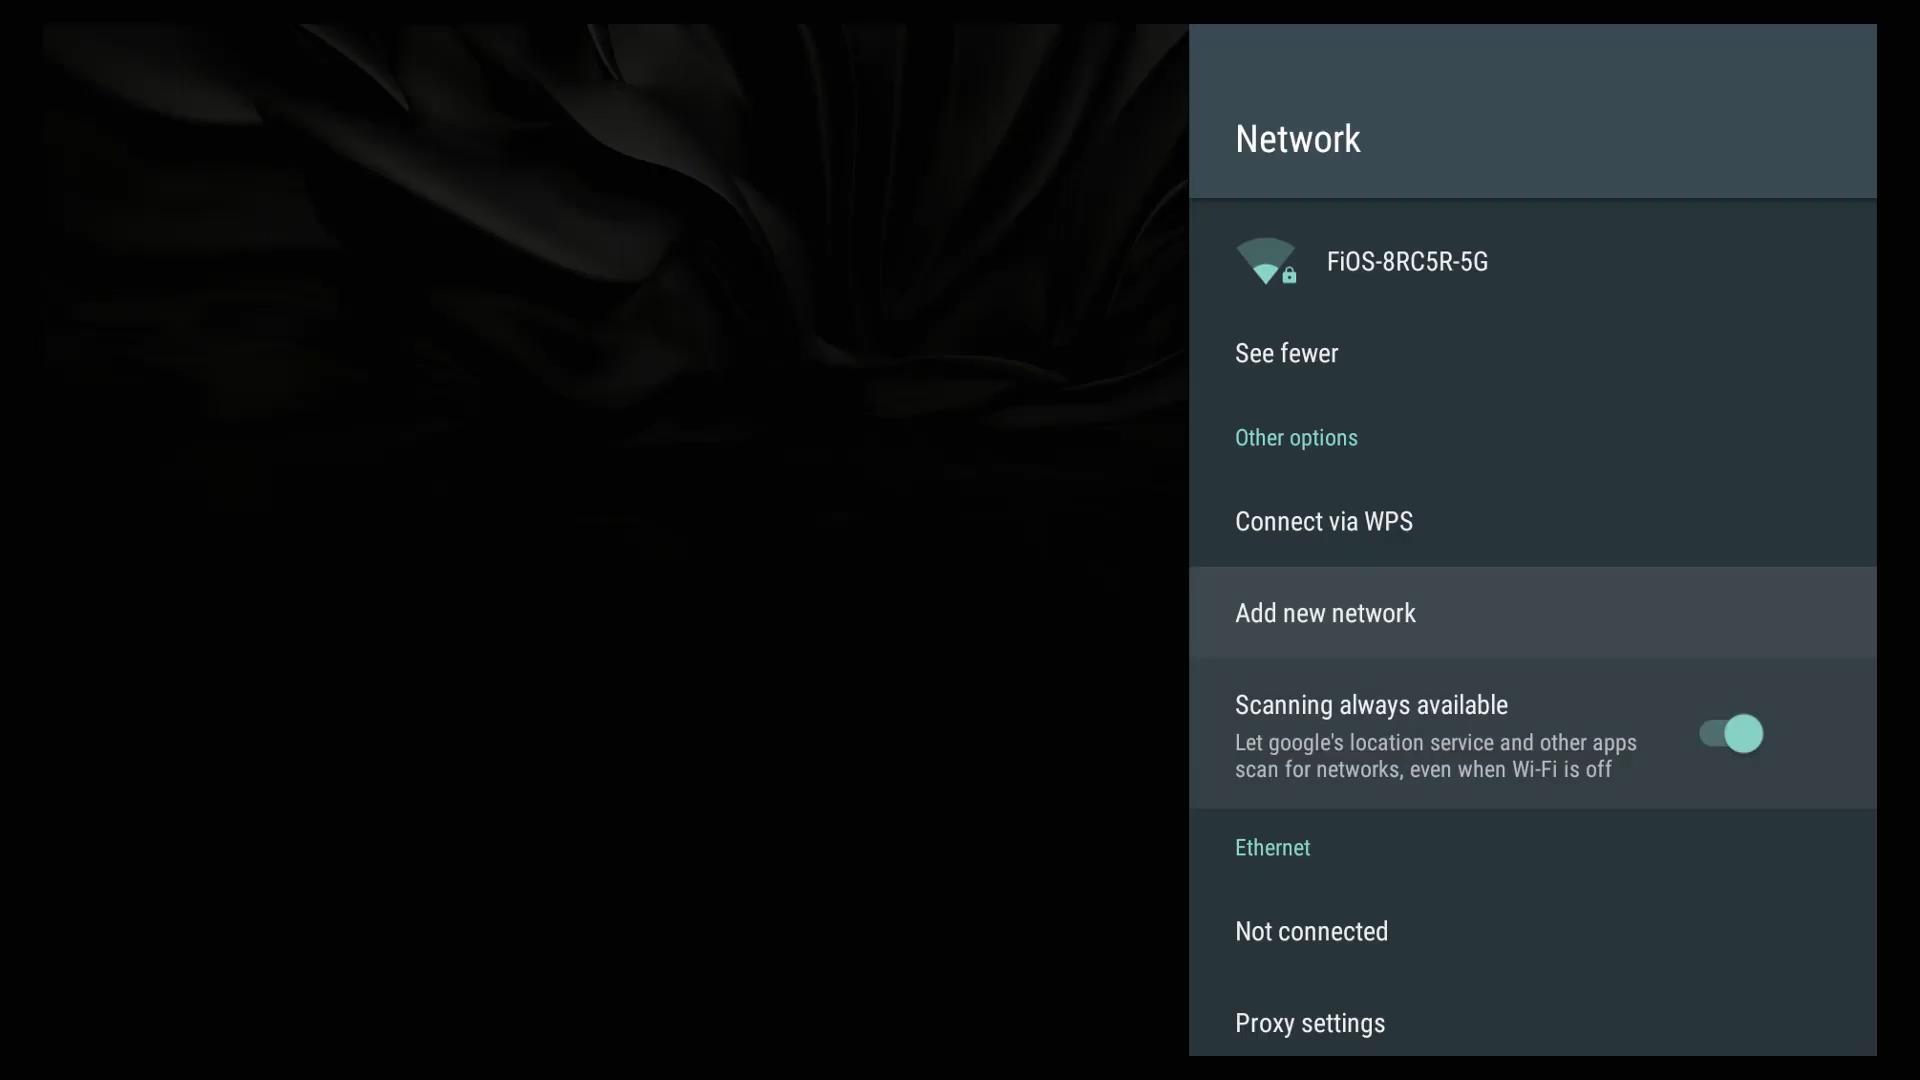 Network
FiOS-8RC5R-5G
See fewer
Other options
Connect via WPS
Add new network
Scanning always available
Let google's location service and other apps
scan for networks, even when Wi-Fi is off
Ethernet
Not connected
Proxy settings